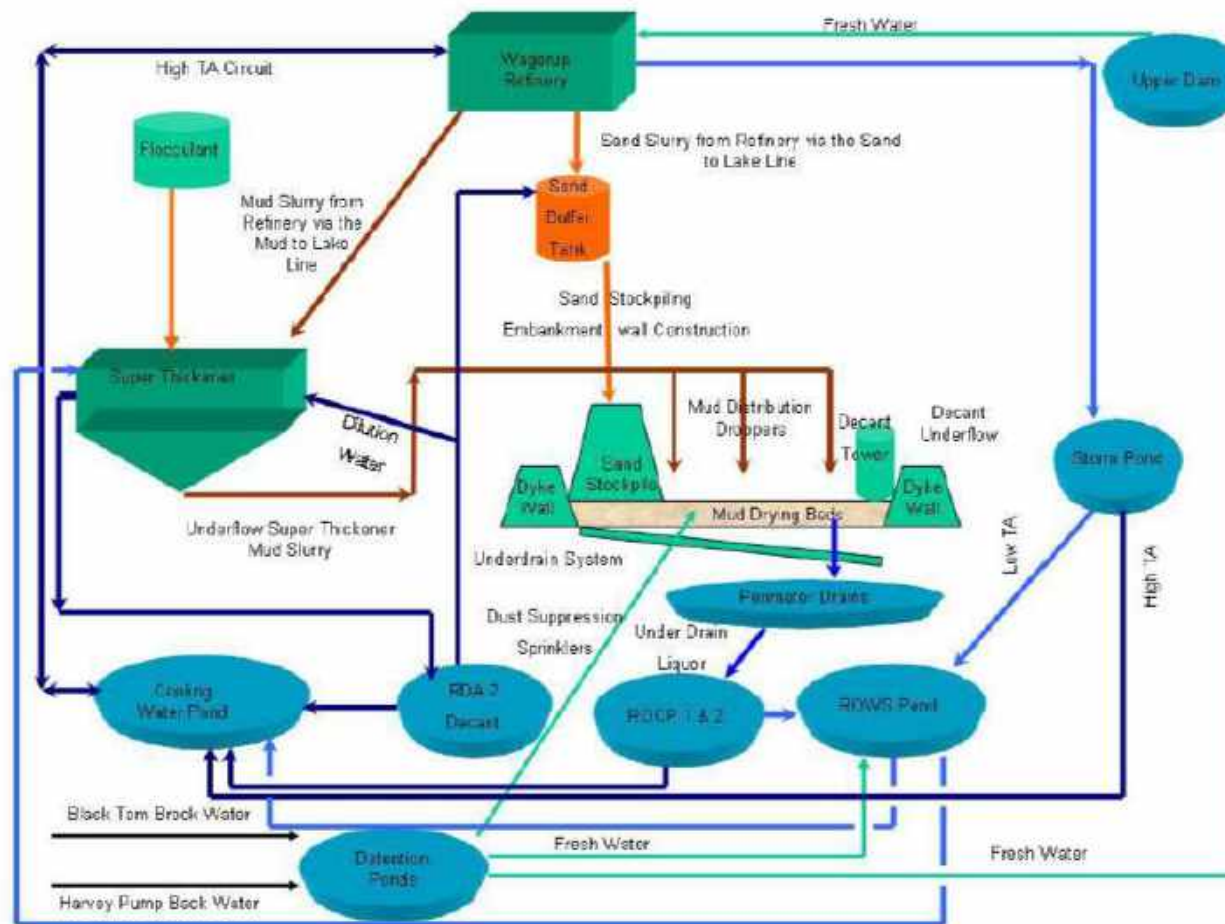 Fresh Water
High TA Circuit
Wagerup
Refinery
Upper Dam
Flocculant
Sand Slurry from Refinery via the Sand
to Lake Line
Mud Slurry from
Refinery via the
Mud to Lake
Line
Sand
Buffer
Tank
Sand Stockpiling
Embankment wall Construction
Super Thickener
Dilution
Water
Mud Distribution
Droppers
Decant
Tower
Decant
Underflow
Storm Pond
Sand
Stockpile
Dyke
Wall
Dyke
Wall
Mud Drying Beds
Underflow Super Thickener
Mud Slurry
Underdrain System
Low TA
High TA
Perimeter Drains
Dust Suppression
Sprinklers
Under Drain
Liquor
Cooling
Water Pond
RDA 2
Decant
ROCP 1 & 2
ROWS Pond
Black Tom Brook Water
Fresh Water
Fresh Water
Detention
Ponds
Harvey Pump Back Water